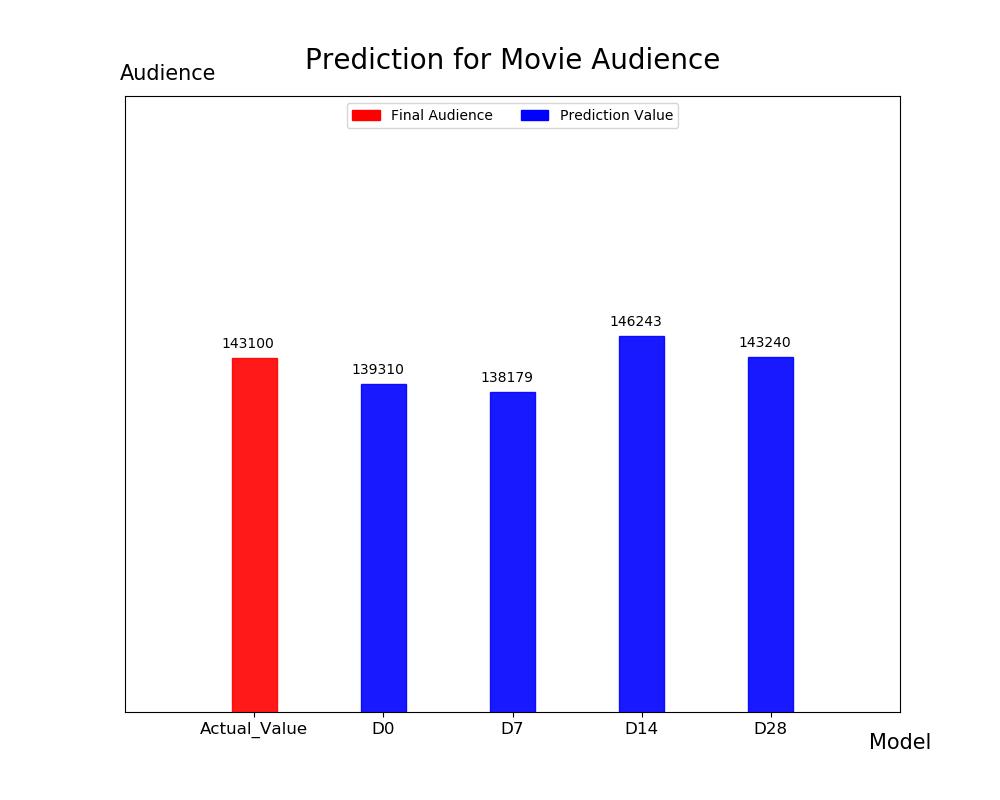 Prediction for Movie Audience
Audience
Final Audience Prediction Value
143100
139310
138179
146243
143240
Actual_Value D0 D7 D14 D28
Model